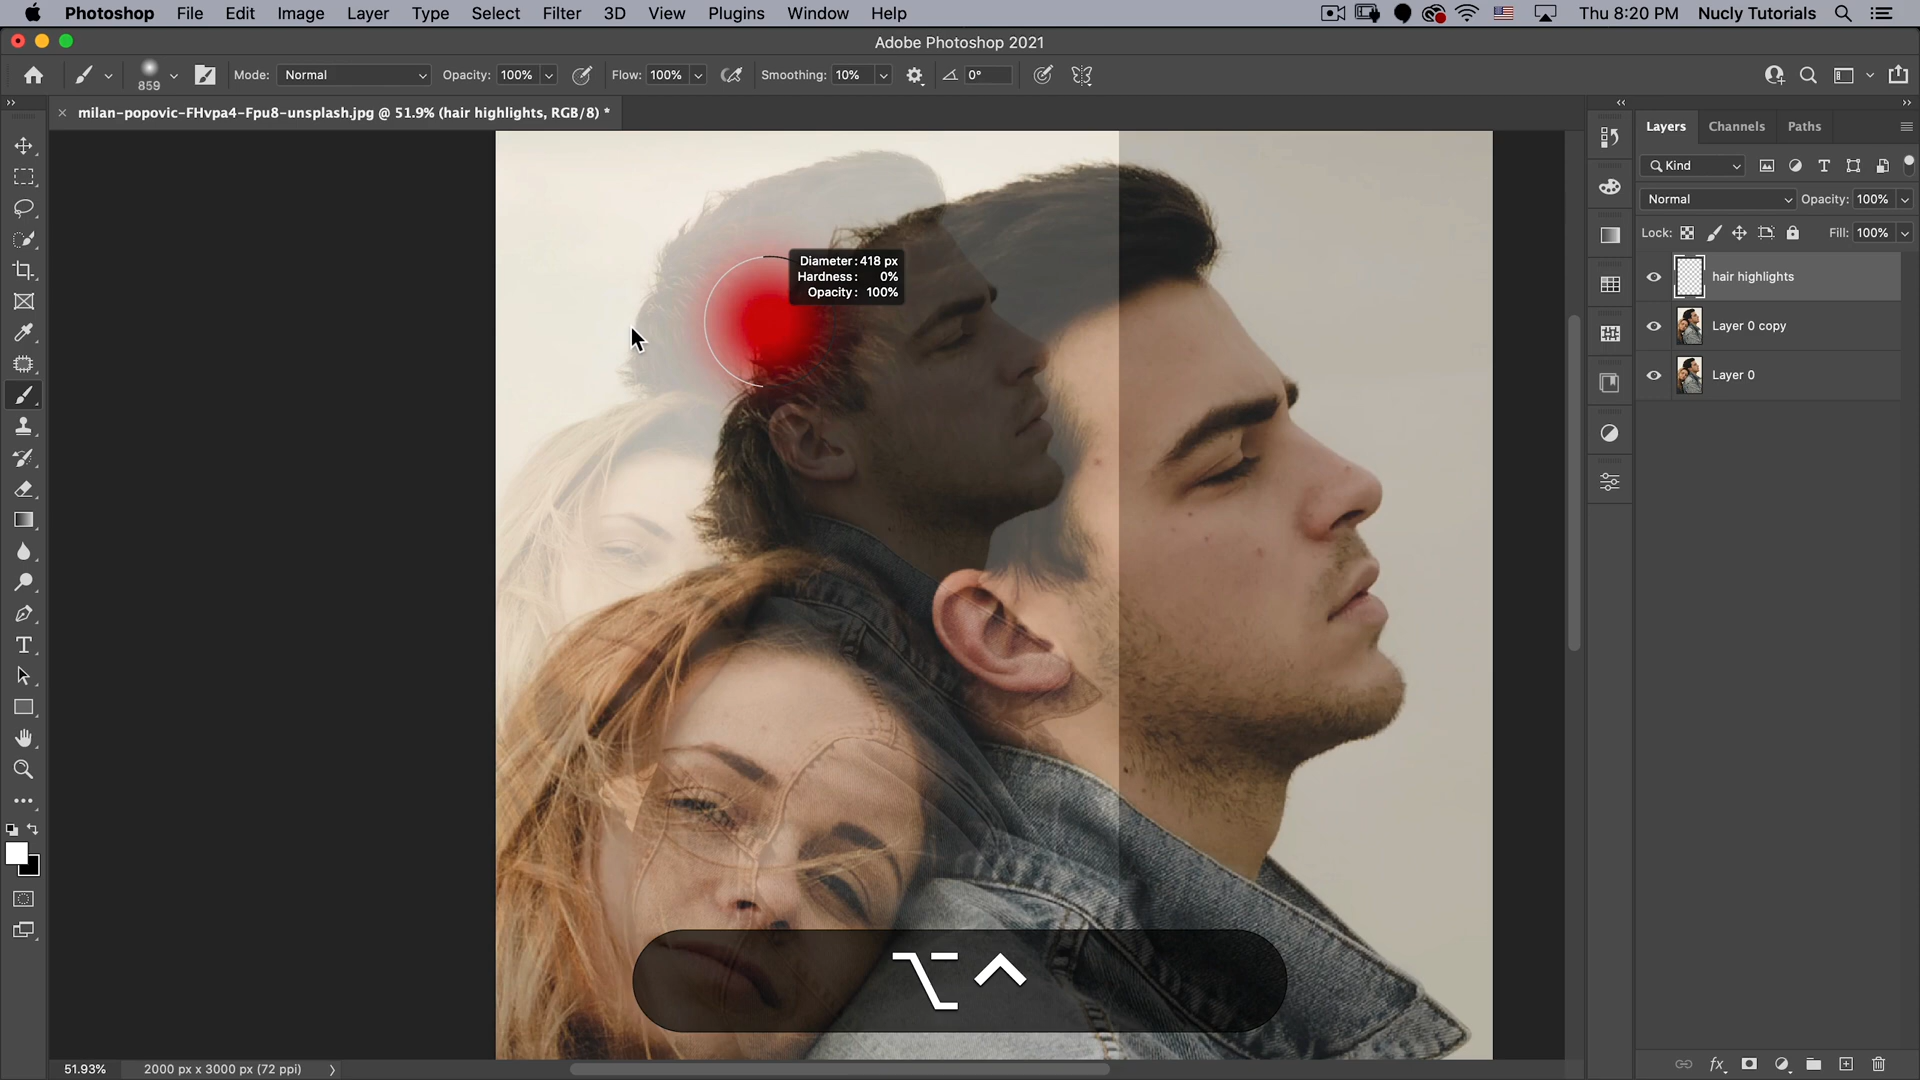 Photoshop File Edit Image Layer Type Select Filter 3D View Plugins Window Help Thu 8:20 PM Nucly Tutorials
Adobe Photoshop 2021
859 Mode: Normal Opacity: 100% Flow: 100% Smoothing: 10% 0°
milan-popovic-FHvpa4-Fpu8-unsplash.jpg @ 51.9% (hair highlights, RGB/8) *
Layers Channels Paths
Kind
Normal Opacity: 100%
Lock: Fill: 100%
Diameter: 418 px
Hardness: 0%
Opacity: 100%
hair highlights
Layer 0 copy
Layer 0
51.93% 2000 px x 3000 px (72 ppi)